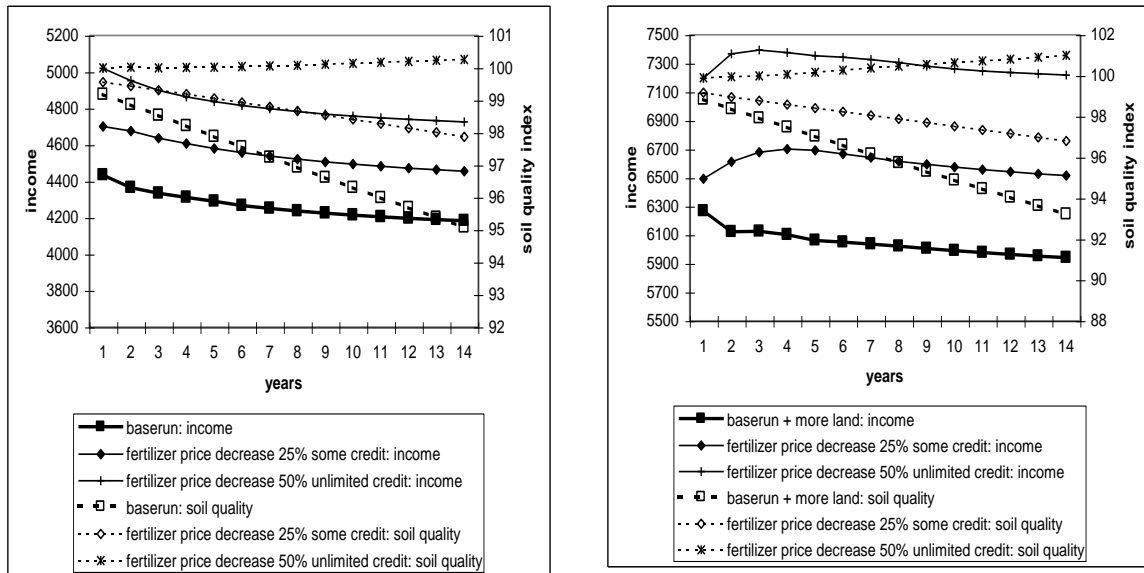 5200
5000
4800
4600
4400
4200
4000
3800
3600
income
101
100
99
98
97
96
95
94
93
92
soil quality index
1 2 3 4 5 6 7 8 9 10 11 12 13 14
years
baserun: income
fertilizer price decrease 25% some credit: income
fertilizer price decrease 50% unlimited credit: income
baserun: soil quality
fertilizer price decrease 25% some credit: soil quality
fertilizer price decrease 50% unlimited credit: soil quality
7500
7300
7100
6900
6700
6500
6300
6100
5900
5700
5500
income
102
100
98
96
94
92
90
88
soil quality index
1 2 3 4 5 6 7 8 9 10 11 12 13 14
years
baserun + more land: income
fertilizer price decrease 25% some credit: income
fertilizer price decrease 50% unlimited credit: income
baserun + more land: soil quality
fertilizer price decrease 25% some credit: soil quality
fertilizer price decrease 50% unlimited credit: soil quality